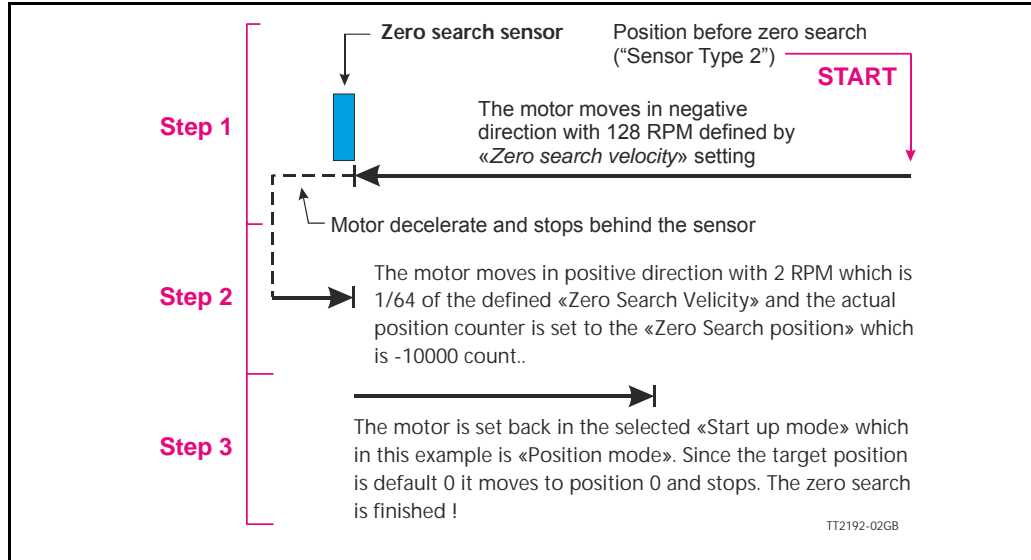 Zero search sensor
Position before zero search
(“Sensor Type 2”)
START
Step 1
The motor moves in negative
direction with 128 RPM defined by
«Zero search velocity» setting
Motor decelerate and stops behind the sensor
Step 2
The motor moves in positive direction with 2 RPM which is
1/64 of the defined «Zero Search Velicity» and the actual
position counter is set to the «Zero Search position» which
is -10000 count..
Step 3
The motor is set back in the selected «Start up mode» which
in this example is «Position mode». Since the target position
is default 0 it moves to position 0 and stops. The zero search
is finished !
TT2192-02GB